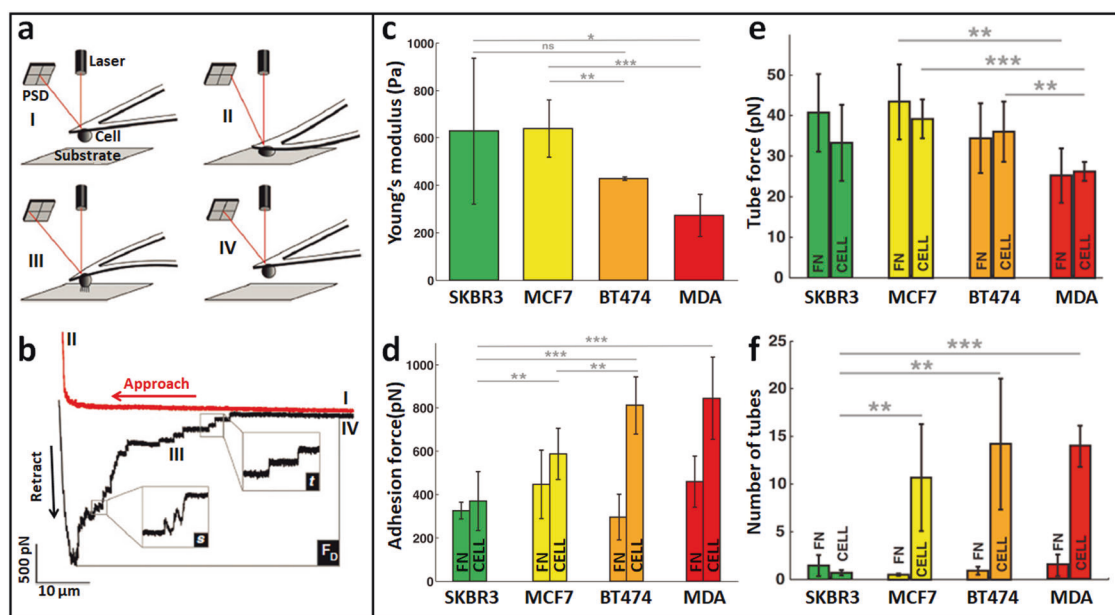 a
Laser
PSD
I
Cell
Substrate
II
III
IV
b
II
Approach
I
IV
III
Retract
t
s
F_D
500 pN
10 µm
c
Young's modulus (Pa)
1000
800
600
400
200
0
*
ns
***
**
SKBR3 MCF7 BT474 MDA
d
Adhesion force(pN)
1000
800
600
400
200
0
***
***
** **
FN CELL FN CELL FN CELL FN CELL
SKBR3 MCF7 BT474 MDA
e
Tube force (pN)
50
40
30
20
10
0
**
***
**
FN CELL FN CELL FN CELL FN CELL
SKBR3 MCF7 BT474 MDA
f
Number of tubes
25
20
15
10
5
0
***
**
**
FN CELL FN CELL FN CELL FN CELL
SKBR3 MCF7 BT474 MDA